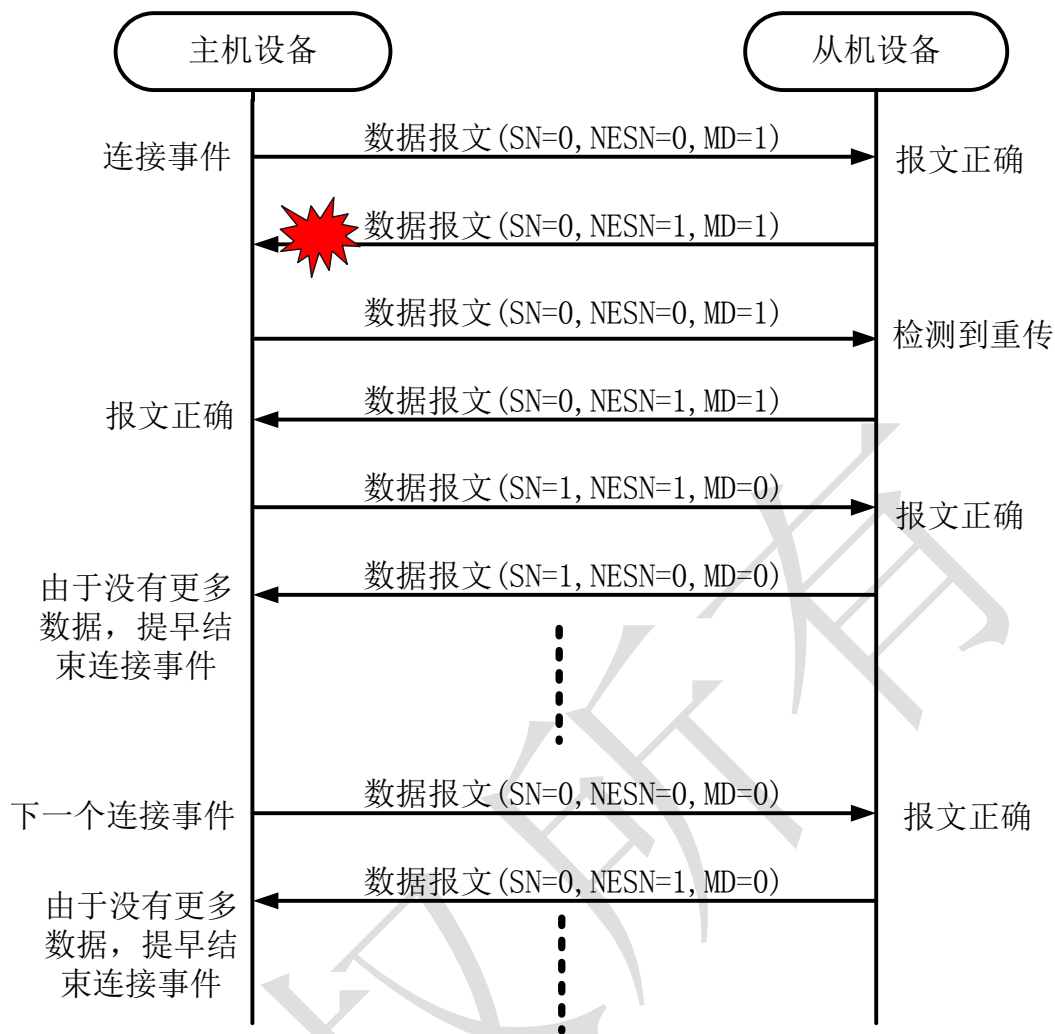 主机设备
从机设备
数据报文(SN=0,NESN=0,MD=1)
连接事件
报文正确
数据报文(SN=0,NESN=1,MD=1)
数据报文(SN=0,NESN=0,MD=1)
检测到重传
数据报文(SN=0,NESN=1,MD=1)
报文正确
数据报文(SN=1,NESN=1,MD=0)
报文正确
数据报文(SN=1,NESN=0,MD=0)
由于没有更多
数据，提早结
束连接事件
数据报文(SN=0,NESN=0,MD=0)
下一个连接事件
报文正确
数据报文(SN=0,NESN=1,MD=0)
由于没有更多
数据，提早结
束连接事件
权所有